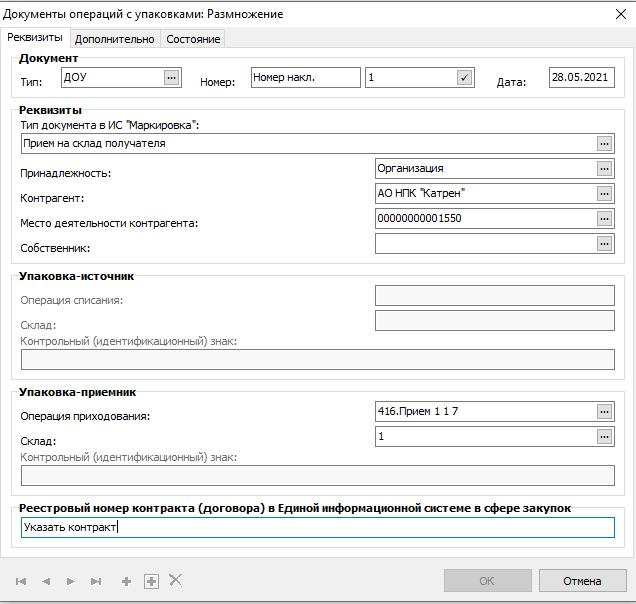 Документы операций с упаковками: Размножение
Реквизиты Дополнительно Состояние
Документ
Тип: ДОУ ... Номер: Номер накл. 1 Дата: 28.05.2021
Реквизиты
Тип документа в ИС "Маркировка":
Прием на склад получателя ...
Принадлежность: Организация ...
Контрагент: АО НПК "Катрен" ...
Место деятельности контрагента: 00000000001550 ...
Собственник: ...
Упаковка-источник
Операция списания:
Склад:
Контрольный (идентификационный) знак:
Упаковка-приемник
Операция приходования: 416.Прием 1 1 7 ...
Склад: 1 ...
Контрольный (идентификационный) знак:
Реестровый номер контракта (договора) в Единой информационной системе в сфере закупок
Указать контракт
ОК Отмена